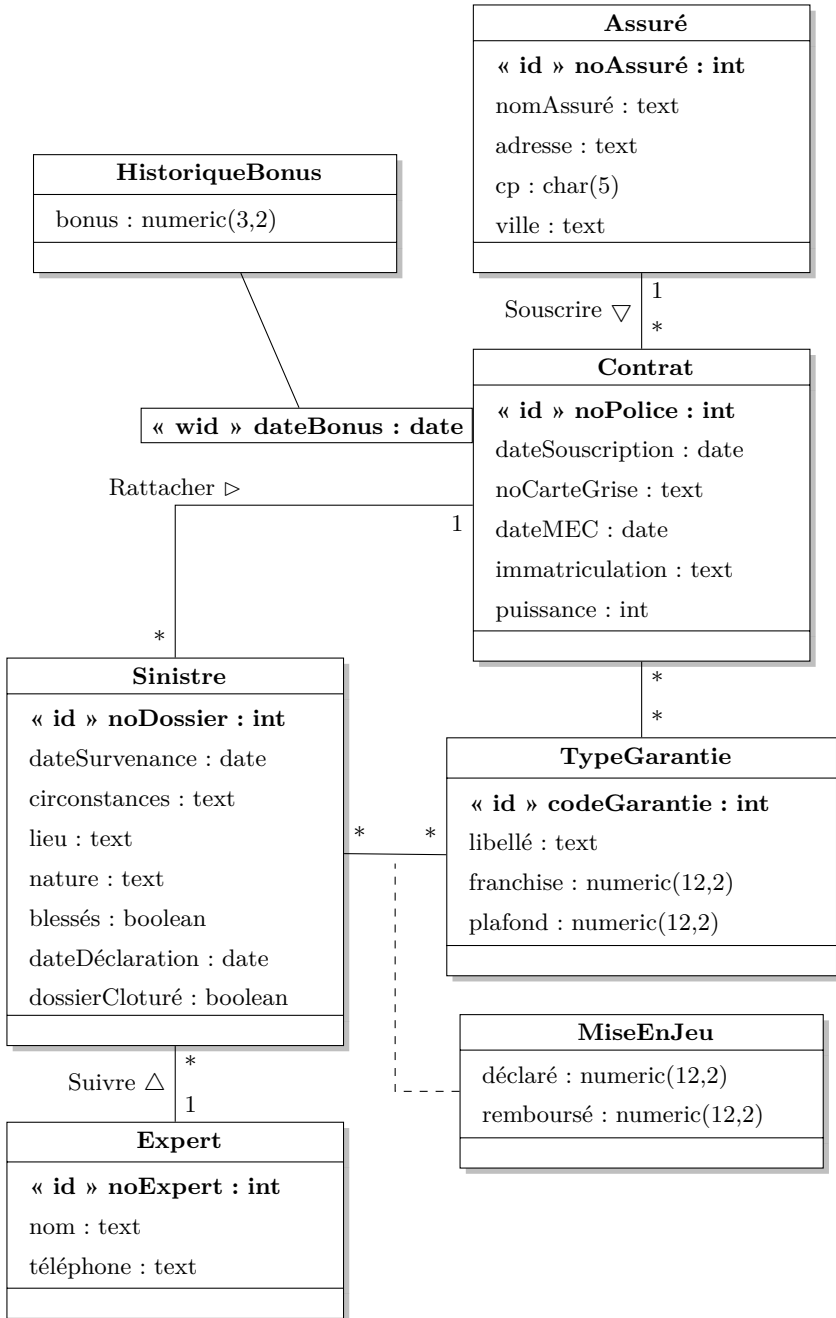 Assuré
« id » noAssuré : int
nomAssuré : text
adresse : text
cp : char(5)
ville : text
HistoriqueBonus
bonus : numeric(3,2)
1
Souscrire ▽
*
Contrat
« id » noPolice : int
dateSouscription : date
noCarteGrise : text
dateMEC : date
immatriculation : text
puissance : int
« wid » dateBonus : date
Rattacher ▷
1
*
Sinistre
« id » noDossier : int
dateSurvenance : date
circonstances : text
lieu : text
nature : text
blessés : boolean
dateDéclaration : date
dossierCloturé : boolean
*
*
TypeGarantie
« id » codeGarantie : int
libellé : text
franchise : numeric(12,2)
plafond : numeric(12,2)
* *
MiseEnJeu
déclaré : numeric(12,2)
remboursé : numeric(12,2)
*
Suivre △
1
Expert
« id » noExpert : int
nom : text
téléphone : text